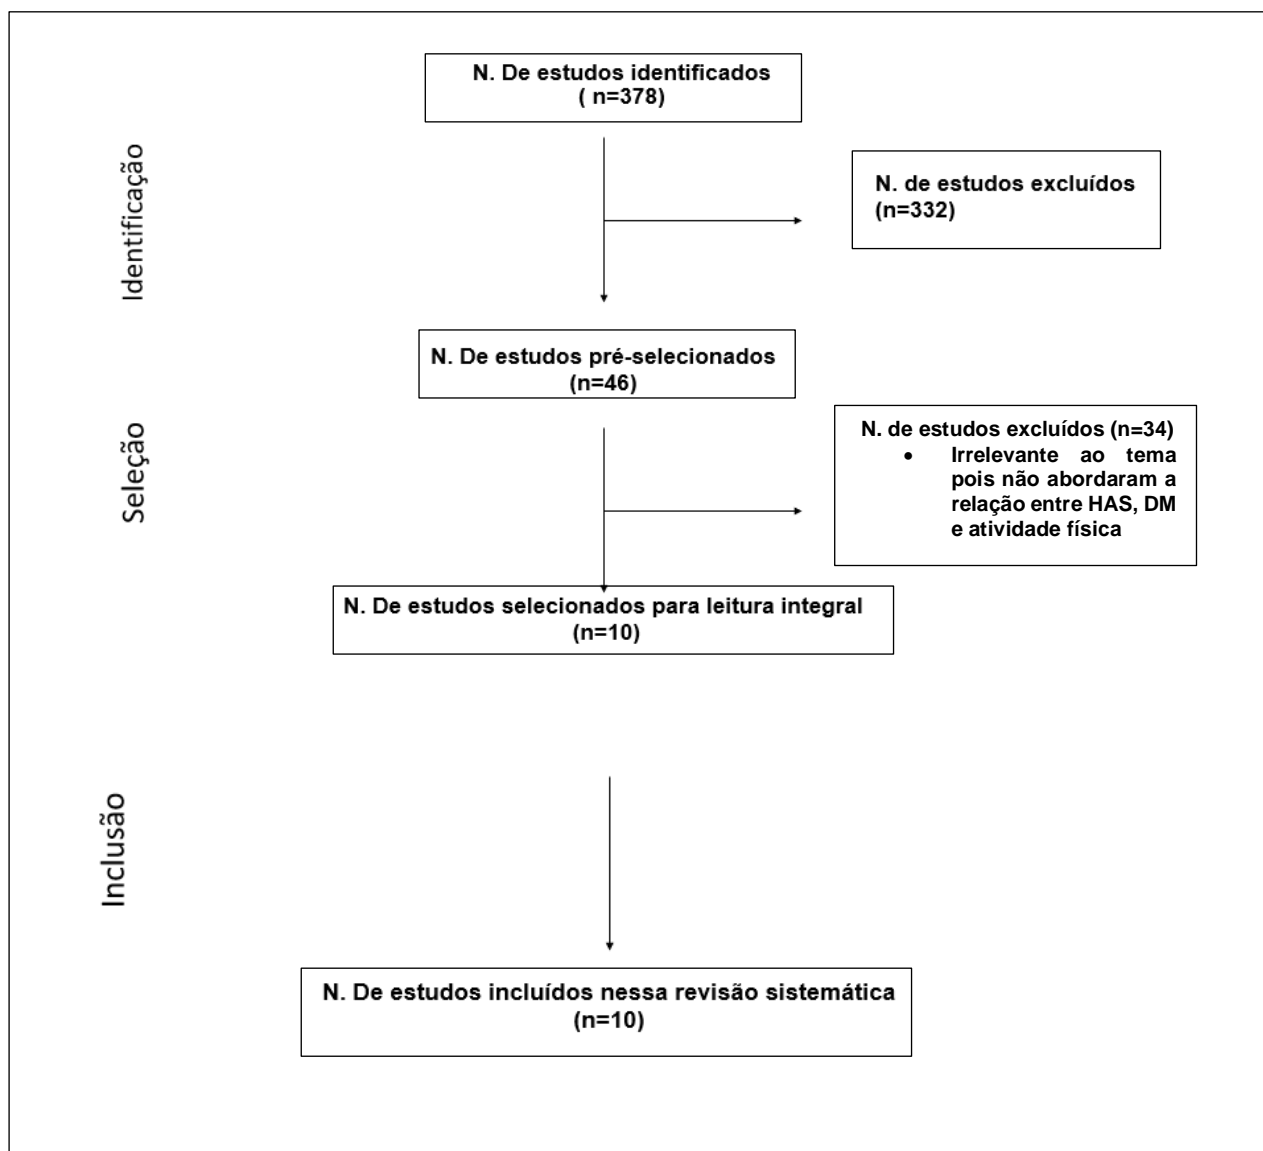 N. De estudos identificados
( n=378)
Identificação
N. de estudos excluídos
(n=332)
N. De estudos pré-selecionados
(n=46)
Seleção
N. de estudos excluídos (n=34)
• Irrelevante ao tema
pois não abordaram a
relação entre HAS, DM
e atividade física
N. De estudos selecionados para leitura integral
(n=10)
Inclusão
N. De estudos incluídos nessa revisão sistemática
(n=10)